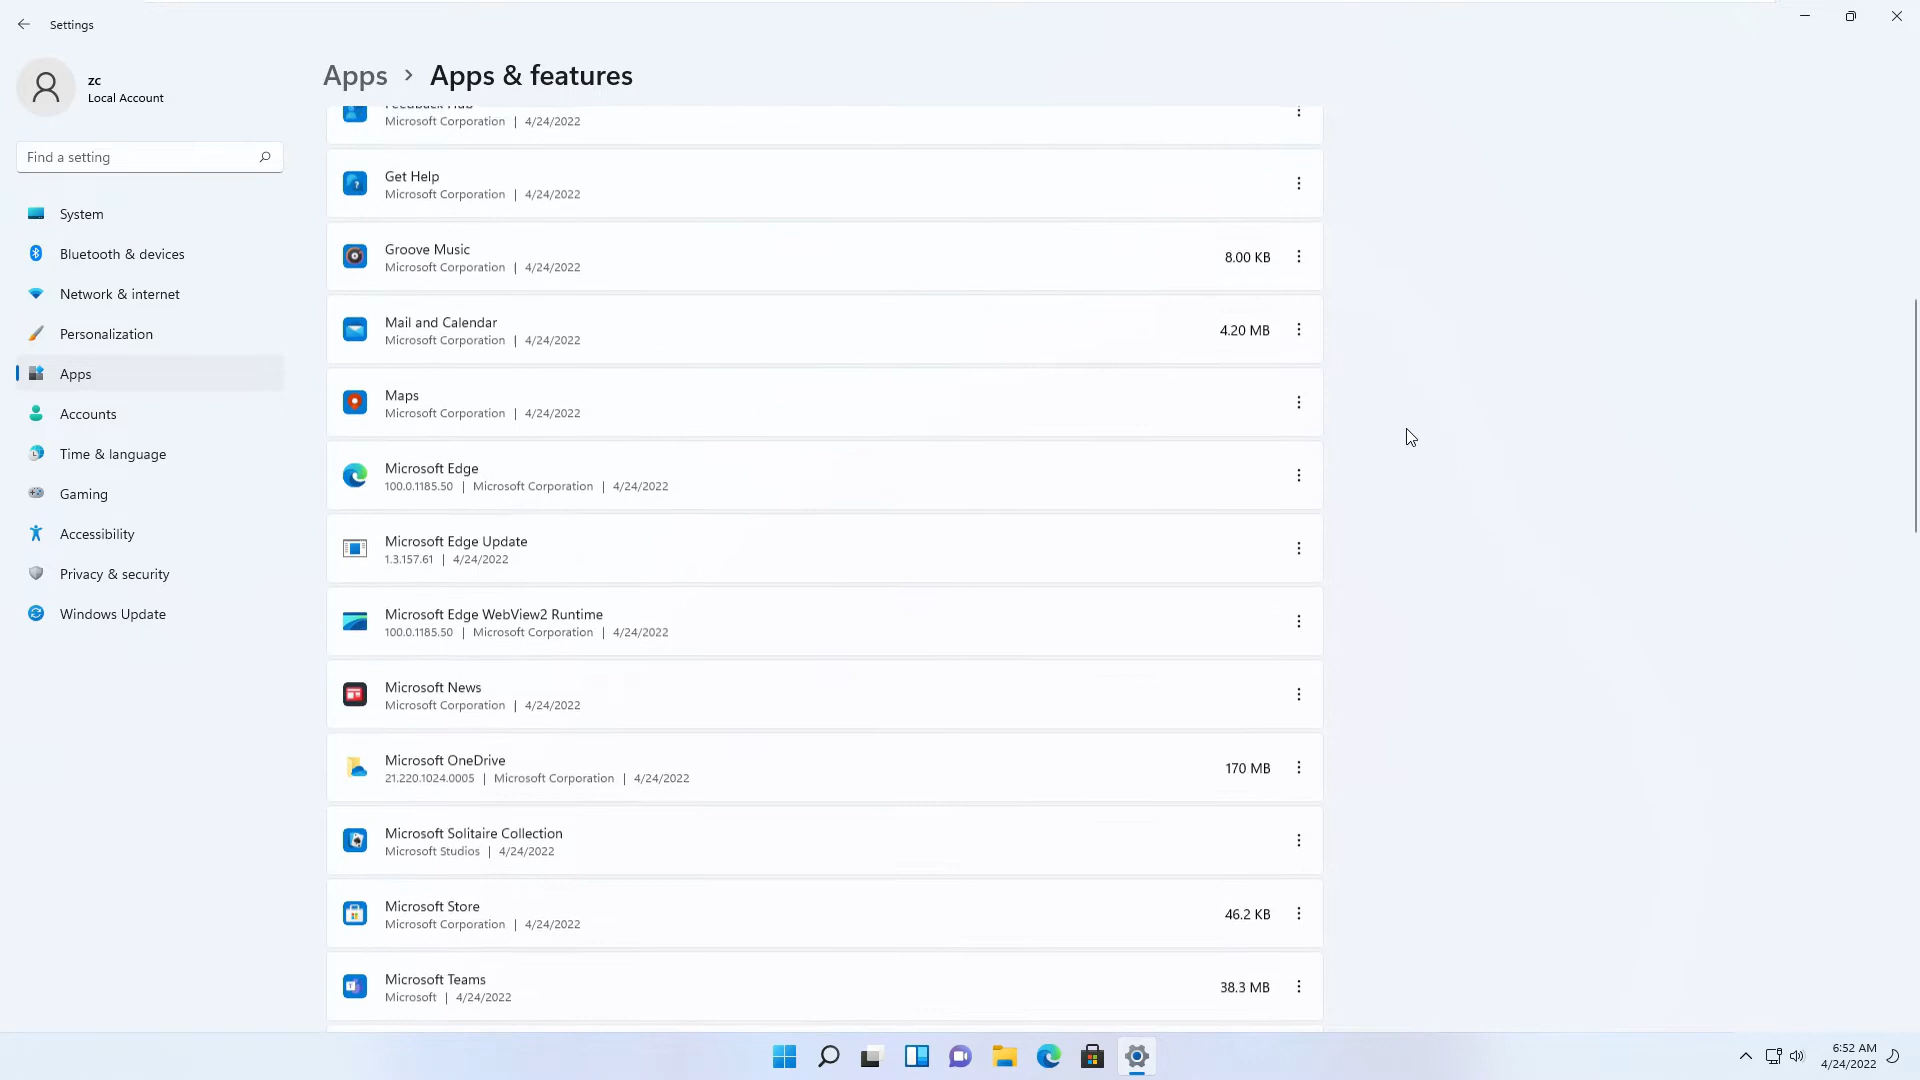 Settings
zc
Local Account
Find a setting
System
Bluetooth & devices
Network & internet
Personalization
Apps
Accounts
Time & language
Gaming
Accessibility
Privacy & security
Windows Update
Apps > Apps & features
Feedback Hub
Microsoft Corporation | 4/24/2022
Get Help
Microsoft Corporation | 4/24/2022
Groove Music
Microsoft Corporation | 4/24/2022
8.00 KB
Mail and Calendar
Microsoft Corporation | 4/24/2022
4.20 MB
Maps
Microsoft Corporation | 4/24/2022
Microsoft Edge
100.0.1185.50 | Microsoft Corporation | 4/24/2022
Microsoft Edge Update
1.3.157.61 | 4/24/2022
Microsoft Edge WebView2 Runtime
100.0.1185.50 | Microsoft Corporation | 4/24/2022
Microsoft News
Microsoft Corporation | 4/24/2022
Microsoft OneDrive
21.220.1024.0005 | Microsoft Corporation | 4/24/2022
170 MB
Microsoft Solitaire Collection
Microsoft Studios | 4/24/2022
Microsoft Store
Microsoft Corporation | 4/24/2022
46.2 KB
Microsoft Teams
Microsoft | 4/24/2022
38.3 MB
6:52 AM
4/24/2022